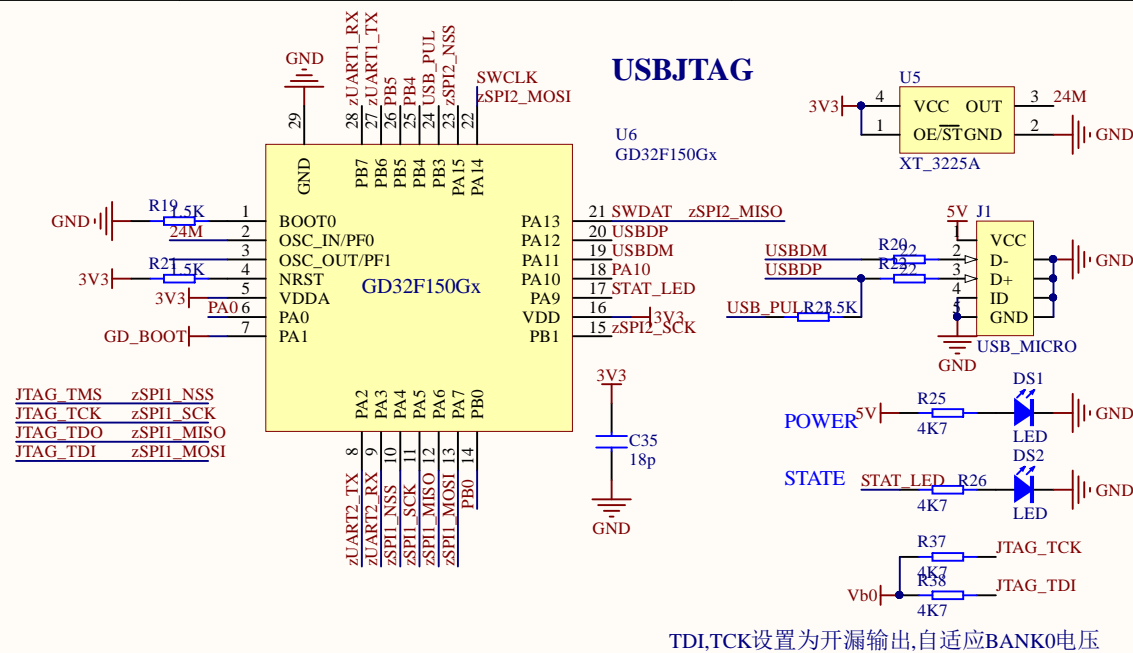 USBJTAG
GND
29
GND
zUART1_RX
28
PB7
zUART1_TX
27
PB6
PB5
26
PB5
PB4
25
PB4
USB_PUL
24
PB3
zSPI2_NSS
23
PA15
SWCLK
zSPI2_MOSI
22
PA14
U6
GD32F150Gx
GND
R19
1.5K
1
BOOT0
24M
2
OSC_IN/PF0
3
OSC_OUT/PF1
3V3
R21
1.5K
4
NRST
3V3
5
VDDA
PA0
6
PA0
GD_BOOT
7
PA1
GD32F150Gx
PA13
21
SWDAT
zSPI2_MISO
PA12
20
USBDP
PA11
19
USBDM
PA10
18
PA10
PA9
17
STAT_LED
VDD
16
3V3
PB1
15
zSPI2_SCK
PA2
8
zUART2_TX
PA3
9
zUART2_RX
PA4
10
zSPI1_NSS
PA5
11
zSPI1_SCK
PA6
12
zSPI1_MISO
PA7
13
zSPI1_MOSI
PB0
14
PB0
JTAG_TMS zSPI1_NSS
JTAG_TCK zSPI1_SCK
JTAG_TDO zSPI1_MISO
JTAG_TDI zSPI1_MOSI
3V3
C35
18p
GND
U5
3V3
4
VCC OUT
3
24M
1
OE/ST GND
2
GND
XT_3225A
5V
J1
1
VCC
USBDM
R20
22
2
D-
GND
USBDP
R22
22
3
D+
4
ID
USB_PUL
R23
1.5K
5
GND
USB_MICRO
GND
POWER
5V
R25
4K7
DS1
LED
GND
STATE
STAT_LED
R26
4K7
DS2
LED
GND
R37
4K7
JTAG_TCK
Vb0
R38
4K7
JTAG_TDI
TDI,TCK设置为开漏输出,自适应BANK0电压